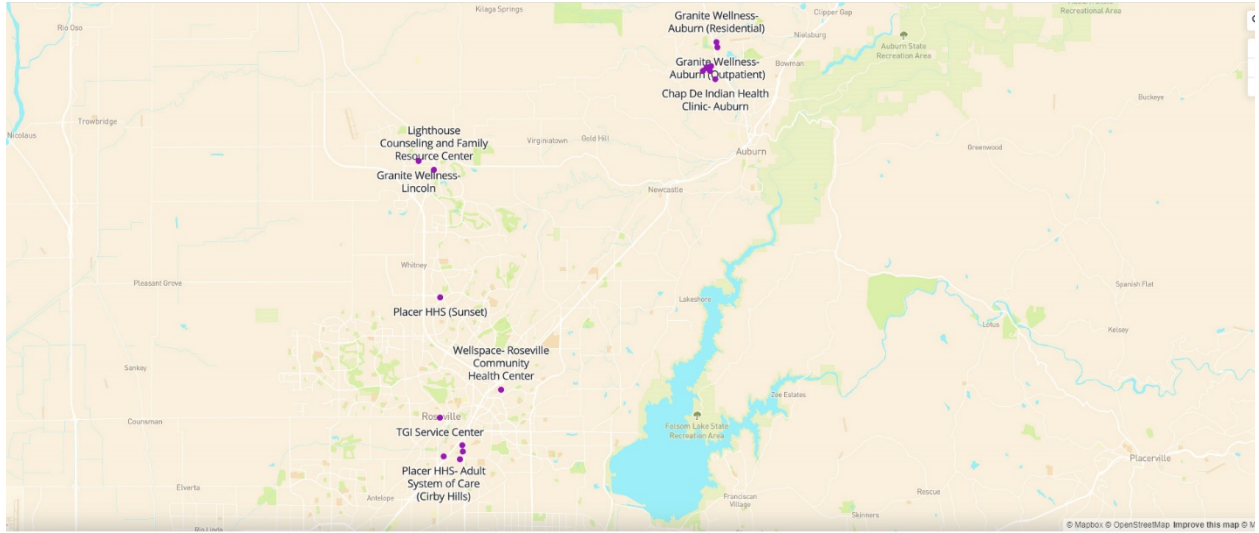 Kilaga Springs
Rio Oso
Granite Wellness-
Auburn (Residential)
Clipper Gap
Recreational Area
Nielsburg
Auburn State
Recreation Area
Granite Wellness-
Auburn (Outpatient)
Bowman
Chap De Indian Health
Clinic- Auburn
Buckeye
Trowbridge
Nicolaus
Lighthouse
Counseling and Family
Resource Center
Virginiatown
Gold Hill
Auburn
Greenwood
Granite Wellness-
Lincoln
Newcastle
Whitney
Pleasant Grove
Spanish Flat
Lakeshore
Placer HHS (Sunset)
Lotus
Kelsey
Wellspace- Roseville
Community
Health Center
Sankey
Zoe Estates
Roseville
Counsman
Folsom Lake State
Recreation Area
TGI Service Center
Placerville
Placer HHS- Adult
System of Care
(Cirby Hills)
Elverta
Antelope
Franciscan
Village
Rescue
Skinners
Rio Linda
© Mapbox © OpenStreetMap Improve this map © M